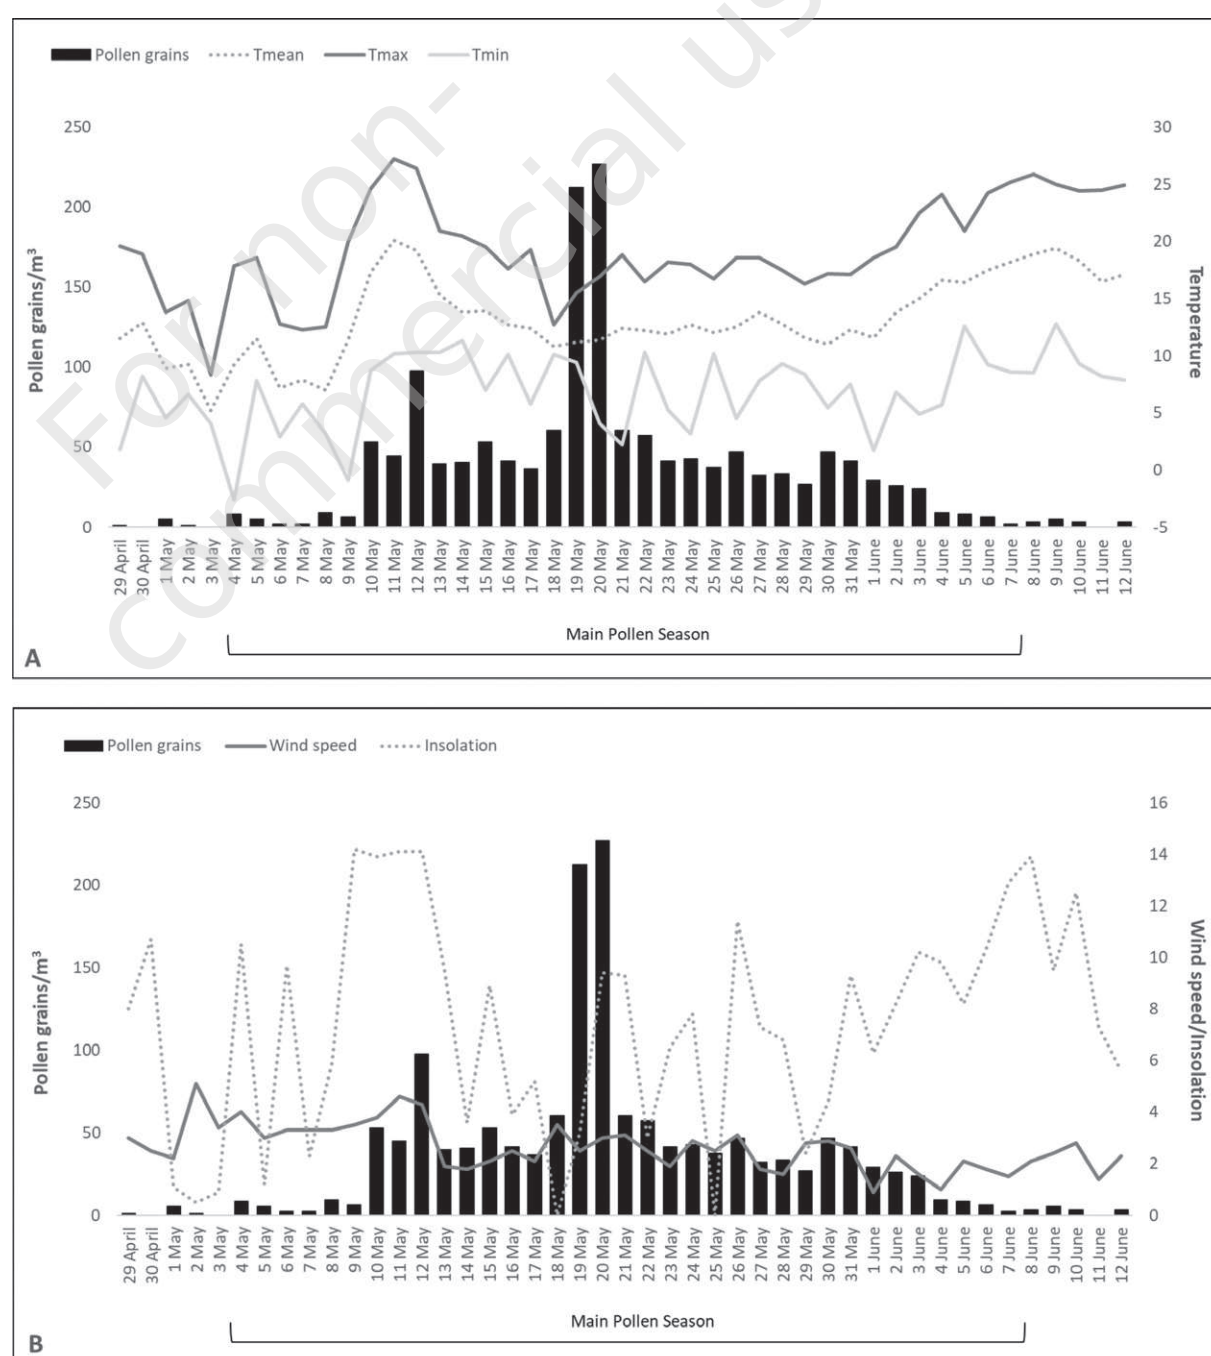 For non-
commercial us
Pollen grains Tmean Tmax Tmin
250 30
25
200
20
150
15
100
10
5
50
0
0 -5
Pollen grains/m³
Temperature
29 April 30 April 1 May 2 May 3 May 4 May 5 May 6 May 7 May 8 May 9 May 10 May 11 May 12 May 13 May 14 May 15 May 16 May 17 May 18 May 19 May 20 May 21 May 22 May 23 May 24 May 25 May 26 May 27 May 28 May 29 May 30 May 31 May 1 June 2 June 3 June 4 June 5 June 6 June 7 June 8 June 9 June 10 June 11 June 12 June
Main Pollen Season
A
Pollen grains Wind speed Insolation
250 16
14
200
12
150
10
8
100
6
4
50
2
0 0
Pollen grains/m³
Wind speed/Insolation
29 April 30 April 1 May 2 May 3 May 4 May 5 May 6 May 7 May 8 May 9 May 10 May 11 May 12 May 13 May 14 May 15 May 16 May 17 May 18 May 19 May 20 May 21 May 22 May 23 May 24 May 25 May 26 May 27 May 28 May 29 May 30 May 31 May 1 June 2 June 3 June 4 June 5 June 6 June 7 June 8 June 9 June 10 June 11 June 12 June
Main Pollen Season
B